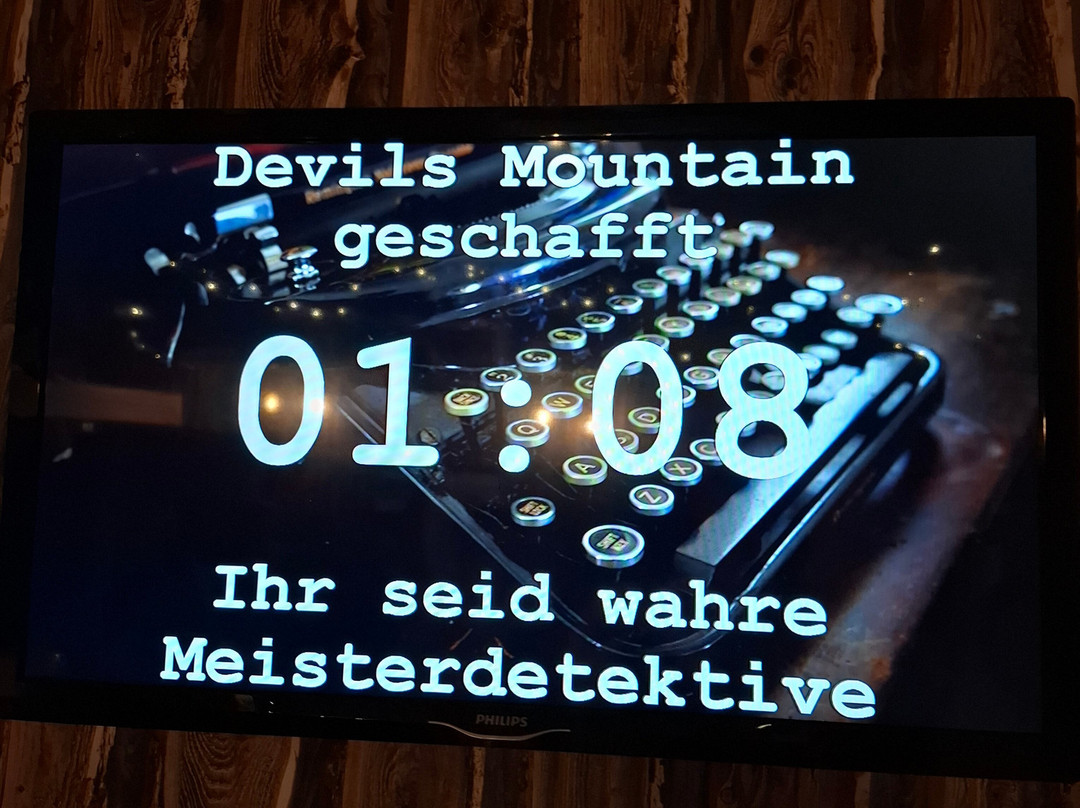 Devils Mountain
geschafft
01:08
Ihr seid wahre
Meisterdetektive
PHILIPS
W
Q
D
A
X
Z